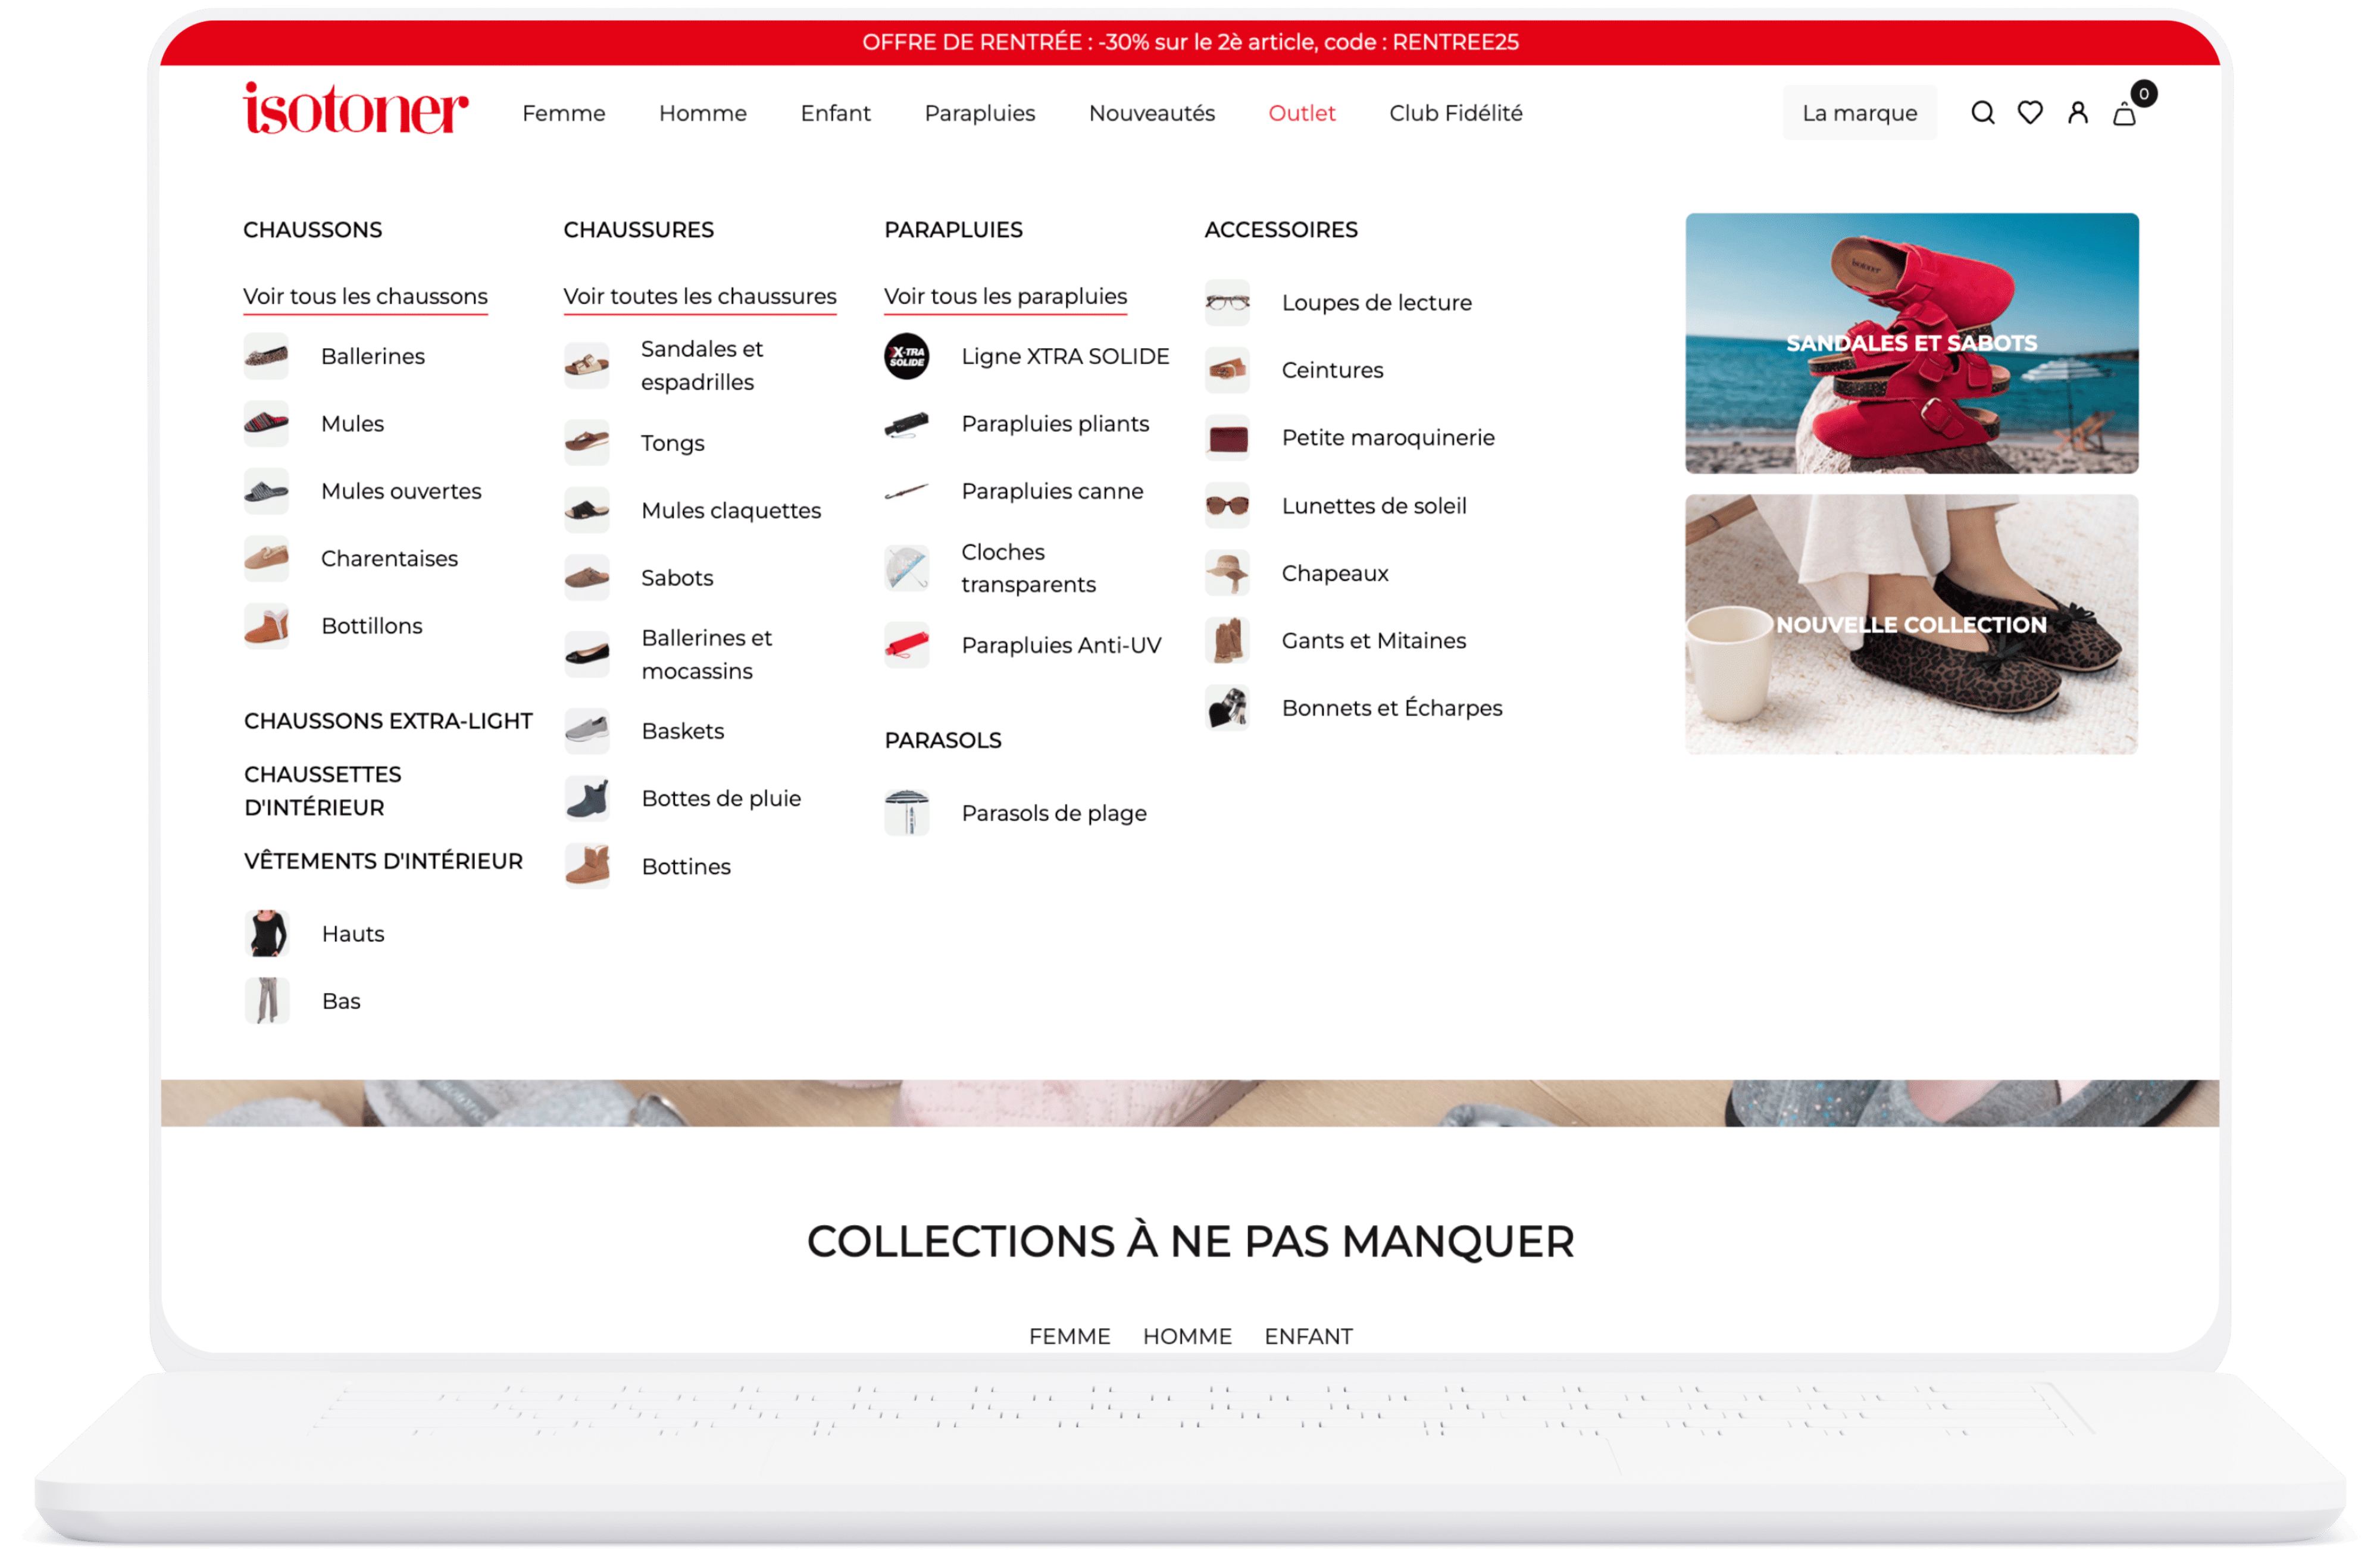 OFFRE DE RENTRÉE : -30% sur le 2è article, code : RENTREE25
isotoner
Femme
Homme
Enfant
Parapluies
Nouveautés
Outlet
Club Fidélité
La marque
0
CHAUSSONS
Voir tous les chaussons
Ballerines
Mules
Mules ouvertes
Charentaises
Bottillons
CHAUSSONS EXTRA-LIGHT
CHAUSSETTES
D'INTÉRIEUR
VÊTEMENTS D'INTÉRIEUR
Hauts
Bas
CHAUSSURES
Voir toutes les chaussures
Sandales et
espadrilles
Tongs
Mules claquettes
Sabots
Ballerines et
mocassins
Baskets
Bottes de pluie
Bottines
PARAPLUIES
Voir tous les parapluies
X-TRA
SOLIDE
Ligne XTRA SOLIDE
Parapluies pliants
Parapluies canne
Cloches
transparents
Parapluies Anti-UV
PARASOLS
Parasols de plage
ACCESSOIRES
Loupes de lecture
Ceintures
Petite maroquinerie
Lunettes de soleil
Chapeaux
Gants et Mitaines
Bonnets et Écharpes
SANDALES ET SABOTS
NOUVELLE COLLECTION
COLLECTIONS À NE PAS MANQUER
FEMME
HOMME
ENFANT